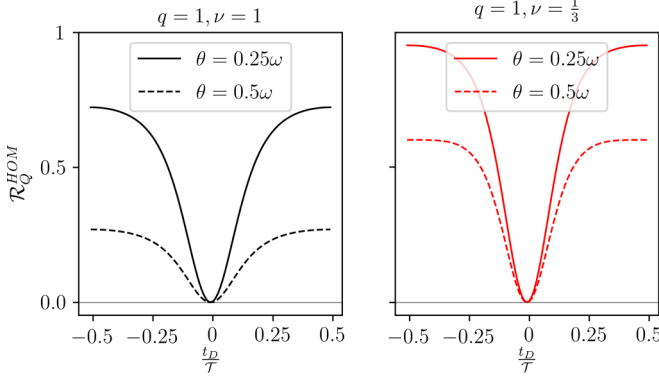 q = 1, ν = 1
q = 1, ν = 1/3
1
θ = 0.25ω
θ = 0.5ω
θ = 0.25ω
θ = 0.5ω
0.5
R_Q^HOM
0.0
−0.5 −0.25 0 0.25 0.5
−0.5 −0.25 0 0.25 0.5
t_D/𝒯
t_D/𝒯